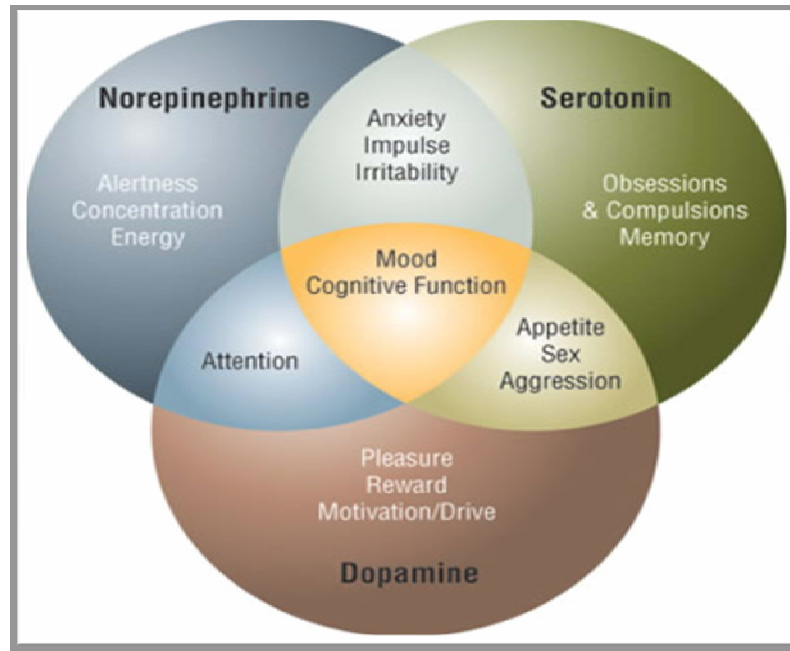 Norepinephrine
Serotonin
Anxiety
Impulse
Irritability
Alertness
Concentration
Energy
Obsessions
& Compulsions
Memory
Mood
Cognitive Function
Attention
Appetite
Sex
Aggression
Pleasure
Reward
Motivation/Drive
Dopamine